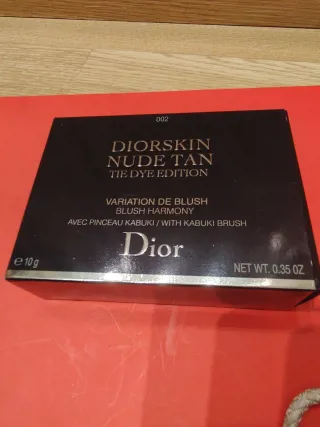 002
DIORSKIN
NUDE TAN
TIE DYE EDITION
VARIATION DE BLUSH
BLUSH HARMONY
AVEC PINCEAU KABUKI / WITH KABUKI BRUSH
Dior
℮ 10 g
NET WT. 0.35 OZ